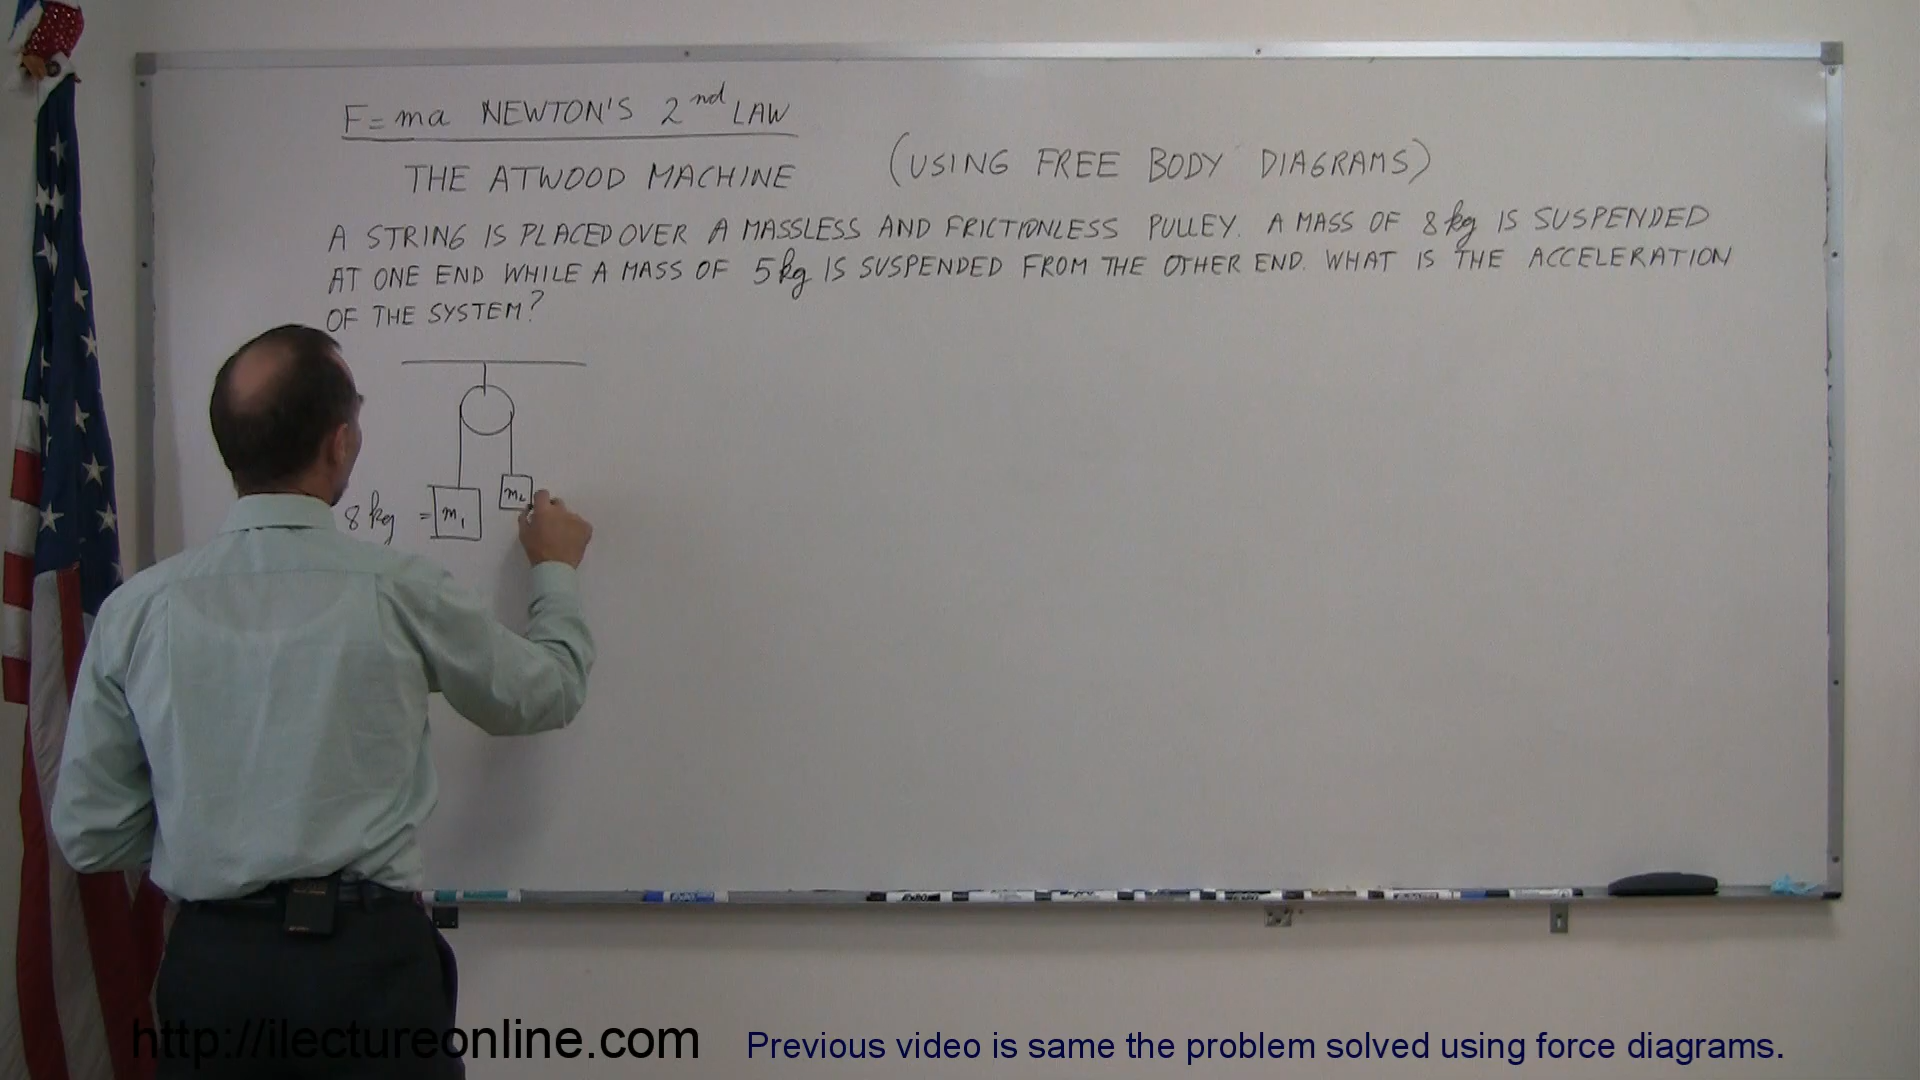 F=ma NEWTON'S 2nd LAW
THE ATWOOD MACHINE (USING FREE BODY DIAGRAMS)
A STRING IS PLACED OVER A MASSLESS AND FRICTIONLESS PULLEY. A MASS OF 8 kg IS SUSPENDED
AT ONE END WHILE A MASS OF 5 kg IS SUSPENDED FROM THE OTHER END. WHAT IS THE ACCELERATION
OF THE SYSTEM?
m2
8 kg = m1
http://ilectureonline.com
Previous video is same the problem solved using force diagrams.